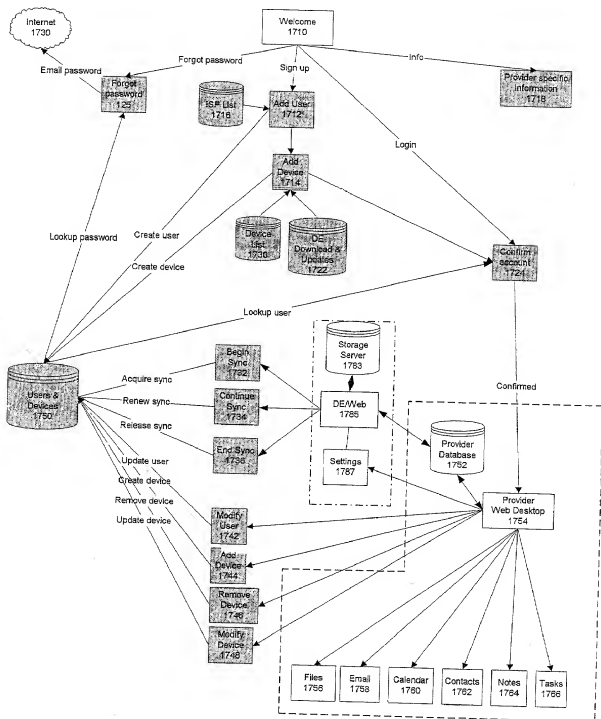 Internet
1730
Welcome
1710
Forgot password
Info
Email password
Sign up
Forgot
password
125
ISP List
1716
Add User
1712
Provider specific
Information
1718
Login
Add
Device
1714
Create user
Lookup password
Device
List
1730
DE
Download &
Updates
1722
Confirm
account
1724
Create device
Lookup user
Storage
Server
1783
Begin
Sync
1732
Acquire sync
Confirmed
Users &
Devices
1750
Renew sync
Continue
Sync
1734
DE/Web
1785
Release sync
Provider
Database
1752
End Sync
1736
Settings
1787
Update user
Create device
Remove device
Update device
Provider
Web Desktop
1754
Modify
User
1742
Add
Device
1744
Remove
Device
1746
Modify
Device
1748
Files
1756
Email
1758
Calendar
1760
Contacts
1762
Notes
1764
Tasks
1766